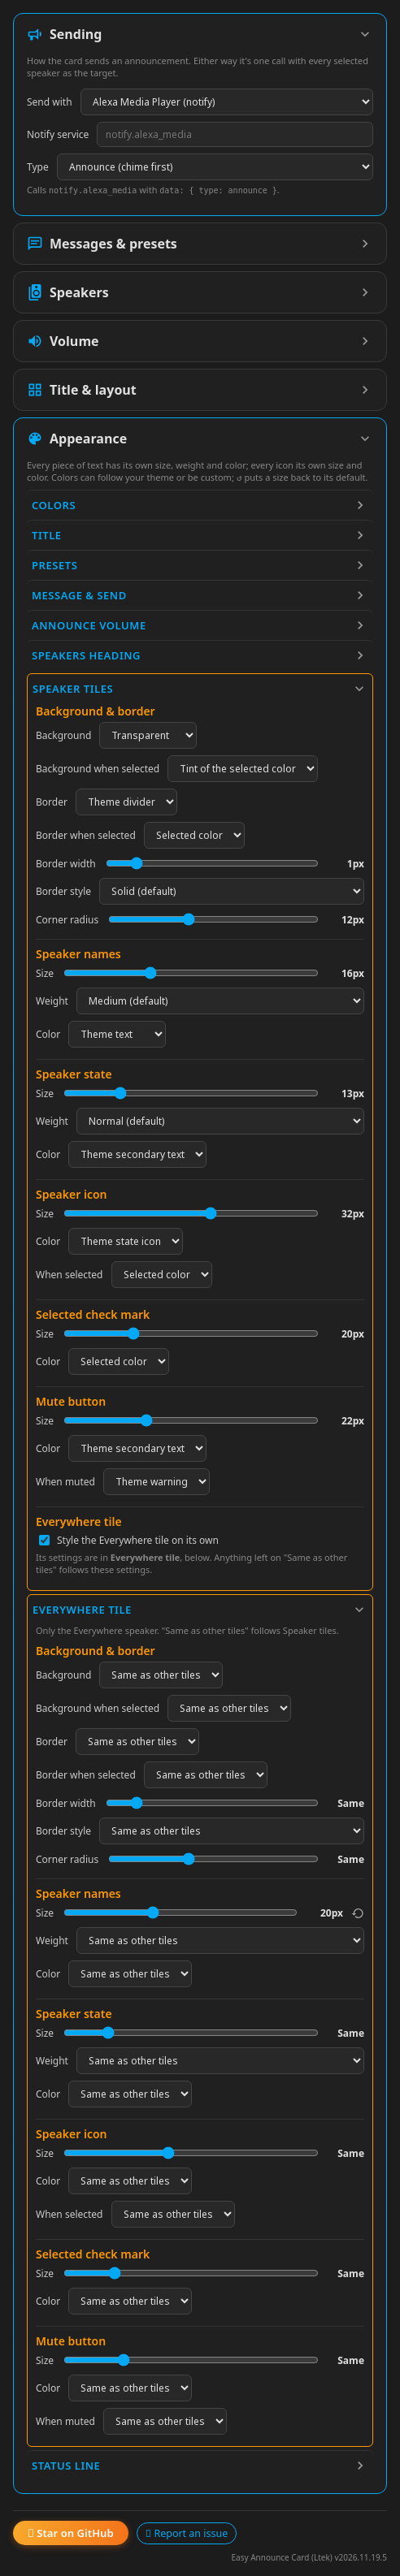 Sending
How the card sends an announcement. Either way it's one call with every selected
speaker as the target.
Send with Alexa Media Player (notify)
Notify service notify.alexa_media
Type Announce (chime first)
Calls notify.alexa_media with data: { type: announce }.
Messages & presets
Speakers
Volume
Title & layout
Appearance
Every piece of text has its own size, weight and color; every icon its own size and
color. Colors can follow your theme or be custom; ↺ puts a size back to its default.
COLORS
TITLE
PRESETS
MESSAGE & SEND
ANNOUNCE VOLUME
SPEAKERS HEADING
SPEAKER TILES
Background & border
Background Transparent
Background when selected Tint of the selected color
Border Theme divider
Border when selected Selected color
Border width 1px
Border style Solid (default)
Corner radius 12px
Speaker names
Size 16px
Weight Medium (default)
Color Theme text
Speaker state
Size 13px
Weight Normal (default)
Color Theme secondary text
Speaker icon
Size 32px
Color Theme state icon
When selected Selected color
Selected check mark
Size 20px
Color Selected color
Mute button
Size 22px
Color Theme secondary text
When muted Theme warning
Everywhere tile
Style the Everywhere tile on its own
Its settings are in Everywhere tile, below. Anything left on "Same as other
tiles" follows these settings.
EVERYWHERE TILE
Only the Everywhere speaker. "Same as other tiles" follows Speaker tiles.
Background & border
Background Same as other tiles
Background when selected Same as other tiles
Border Same as other tiles
Border when selected Same as other tiles
Border width Same
Border style Same as other tiles
Corner radius Same
Speaker names
Size 20px
Weight Same as other tiles
Color Same as other tiles
Speaker state
Size Same
Weight Same as other tiles
Color Same as other tiles
Speaker icon
Size Same
Color Same as other tiles
When selected Same as other tiles
Selected check mark
Size Same
Color Same as other tiles
Mute button
Size Same
Color Same as other tiles
When muted Same as other tiles
STATUS LINE
Star on GitHub Report an issue
Easy Announce Card (Ltek) v2026.11.19.5